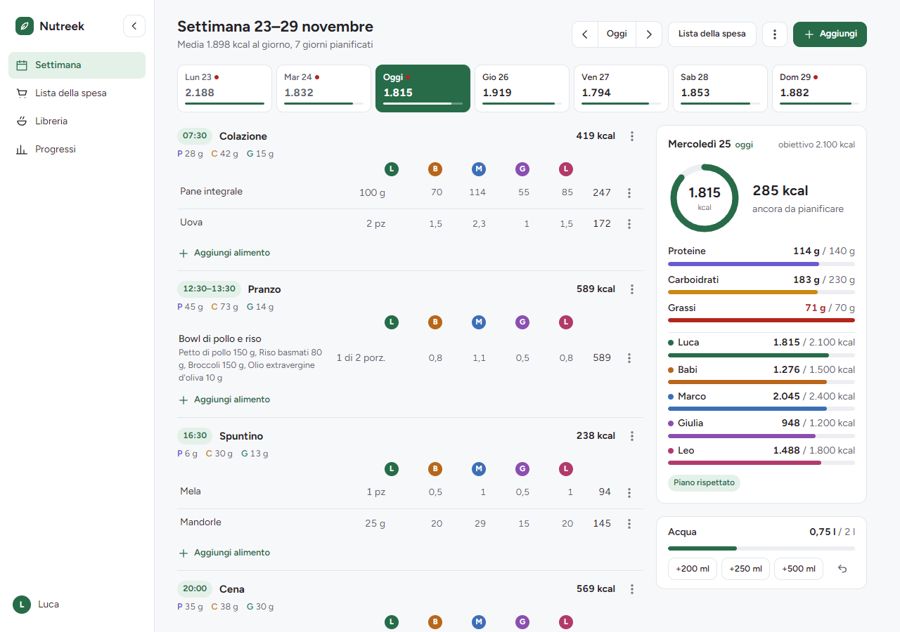 Nutreek
Settimana
Lista della spesa
Libreria
Progressi
L Luca
Settimana 23–29 novembre
Media 1.898 kcal al giorno, 7 giorni pianificati
Oggi
Lista della spesa
Aggiungi
Lun 23
2.188
Mar 24
1.832
Oggi
1.815
Gio 26
1.919
Ven 27
1.794
Sab 28
1.853
Dom 29
1.882
07:30 Colazione 419 kcal
P 28 g C 42 g G 15 g
L B M G L
Pane integrale 100 g 70 114 55 85 247
Uova 2 pz 1,5 2,3 1 1,5 172
Aggiungi alimento
12:30–13:30 Pranzo 589 kcal
P 45 g C 73 g G 14 g
L B M G L
Bowl di pollo e riso
Petto di pollo 150 g, Riso basmati 80
g, Broccoli 150 g, Olio extravergine
d'oliva 10 g
1 di 2 porz. 0,8 1,1 0,5 0,8 589
Aggiungi alimento
16:30 Spuntino 238 kcal
P 6 g C 30 g G 13 g
L B M G L
Mela 1 pz 0,5 1 0,5 1 94
Mandorle 25 g 20 29 15 20 145
Aggiungi alimento
20:00 Cena 569 kcal
P 35 g C 38 g G 30 g
L B M G L
Mercoledì 25 oggi obiettivo 2.100 kcal
1.815
kcal
285 kcal
ancora da pianificare
Proteine 114 g / 140 g
Carboidrati 183 g / 230 g
Grassi 71 g / 70 g
Luca 1.815 / 2.100 kcal
Babi 1.276 / 1.500 kcal
Marco 2.045 / 2.400 kcal
Giulia 948 / 1.200 kcal
Leo 1.488 / 1.800 kcal
Piano rispettato
Acqua 0,75 l / 2 l
+200 ml +250 ml +500 ml